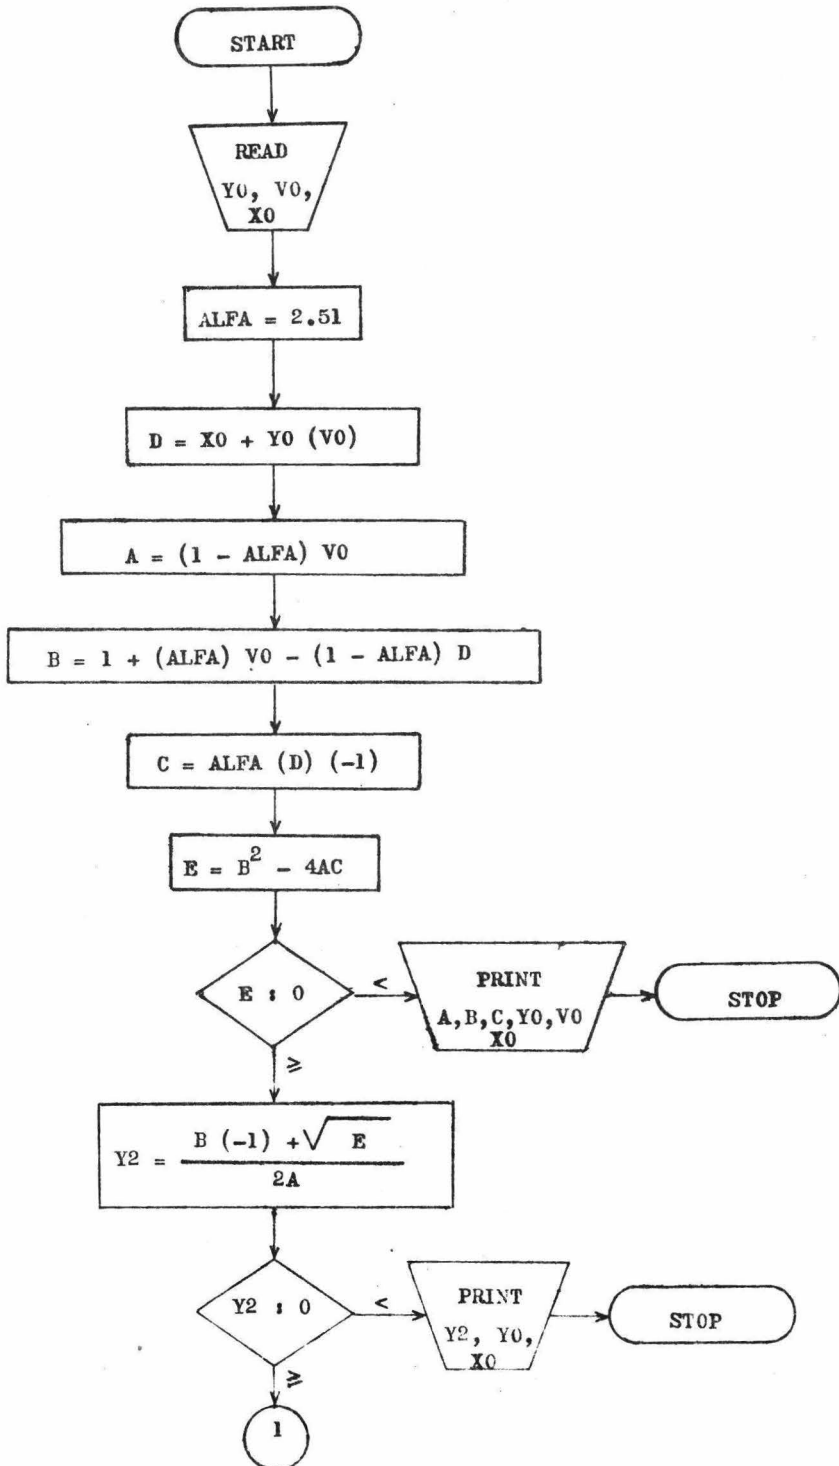 START
READ
Y0, V0,
X0
ALFA = 2.51
D = X0 + Y0 (V0)
A = (1 - ALFA) V0
B = 1 + (ALFA) V0 - (1 - ALFA) D
C = ALFA (D) (-1)
E = B² - 4AC
E : 0
<
PRINT
A,B,C,Y0,V0
X0
STOP
≥
Y2 = B (-1) + √E
2A
Y2 : 0
<
PRINT
Y2, Y0,
X0
STOP
≥
1